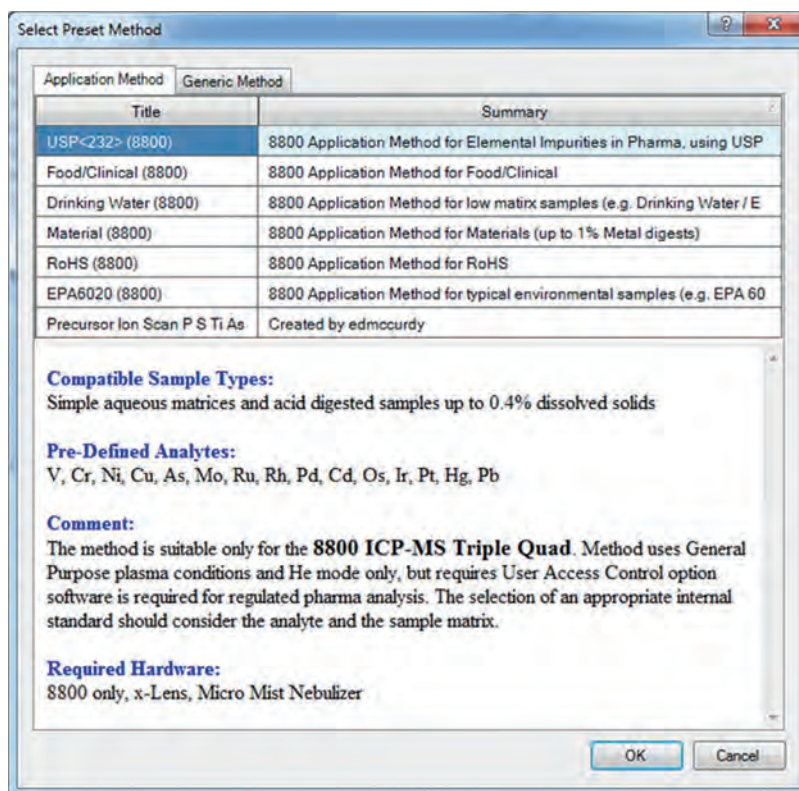 Select Preset Method
Application Method Generic Method
Title Summary
USP<232> (8800) 8800 Application Method for Elemental Impurities in Pharma, using USP
Food/Clinical (8800) 8800 Application Method for Food/Clinical
Drinking Water (8800) 8800 Application Method for low matirx samples (e.g. Drinking Water / E
Material (8800) 8800 Application Method for Materials (up to 1% Metal digests)
RoHS (8800) 8800 Application Method for RoHS
EPA6020 (8800) 8800 Application Method for typical environmental samples (e.g. EPA 60
Precursor Ion Scan P S Ti As Created by edmccurdy
Compatible Sample Types:
Simple aqueous matrices and acid digested samples up to 0.4% dissolved solids
Pre-Defined Analytes:
V, Cr, Ni, Cu, As, Mo, Ru, Rh, Pd, Cd, Os, Ir, Pt, Hg, Pb
Comment:
The method is suitable only for the 8800 ICP-MS Triple Quad. Method uses General
Purpose plasma conditions and He mode only, but requires User Access Control option
software is required for regulated pharma analysis. The selection of an appropriate internal
standard should consider the analyte and the sample matrix.
Required Hardware:
8800 only, x-Lens, Micro Mist Nebulizer
OK Cancel